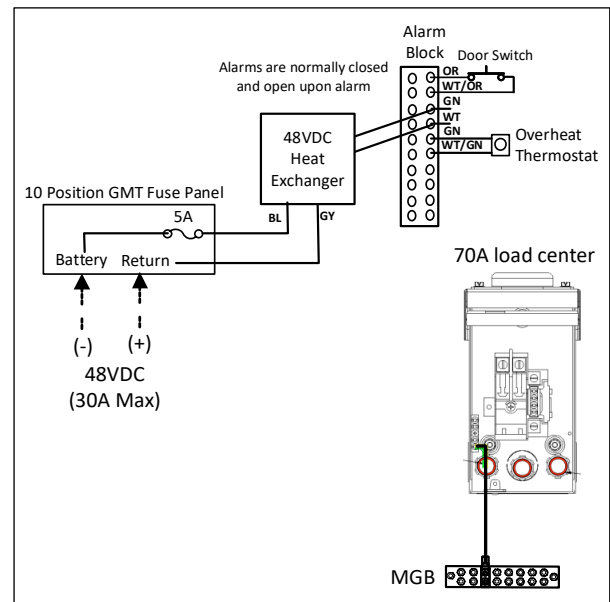 Alarm
Block
Door Switch
Alarms are normally closed
and open upon alarm
OR
WT/OR
GN
WT
GN
WT/GN
Overheat
Thermostat
48VDC
Heat
Exchanger
10 Position GMT Fuse Panel
5A
BL
GY
Battery
Return
70A load center
(-)
(+)
48VDC
(30A Max)
MGB